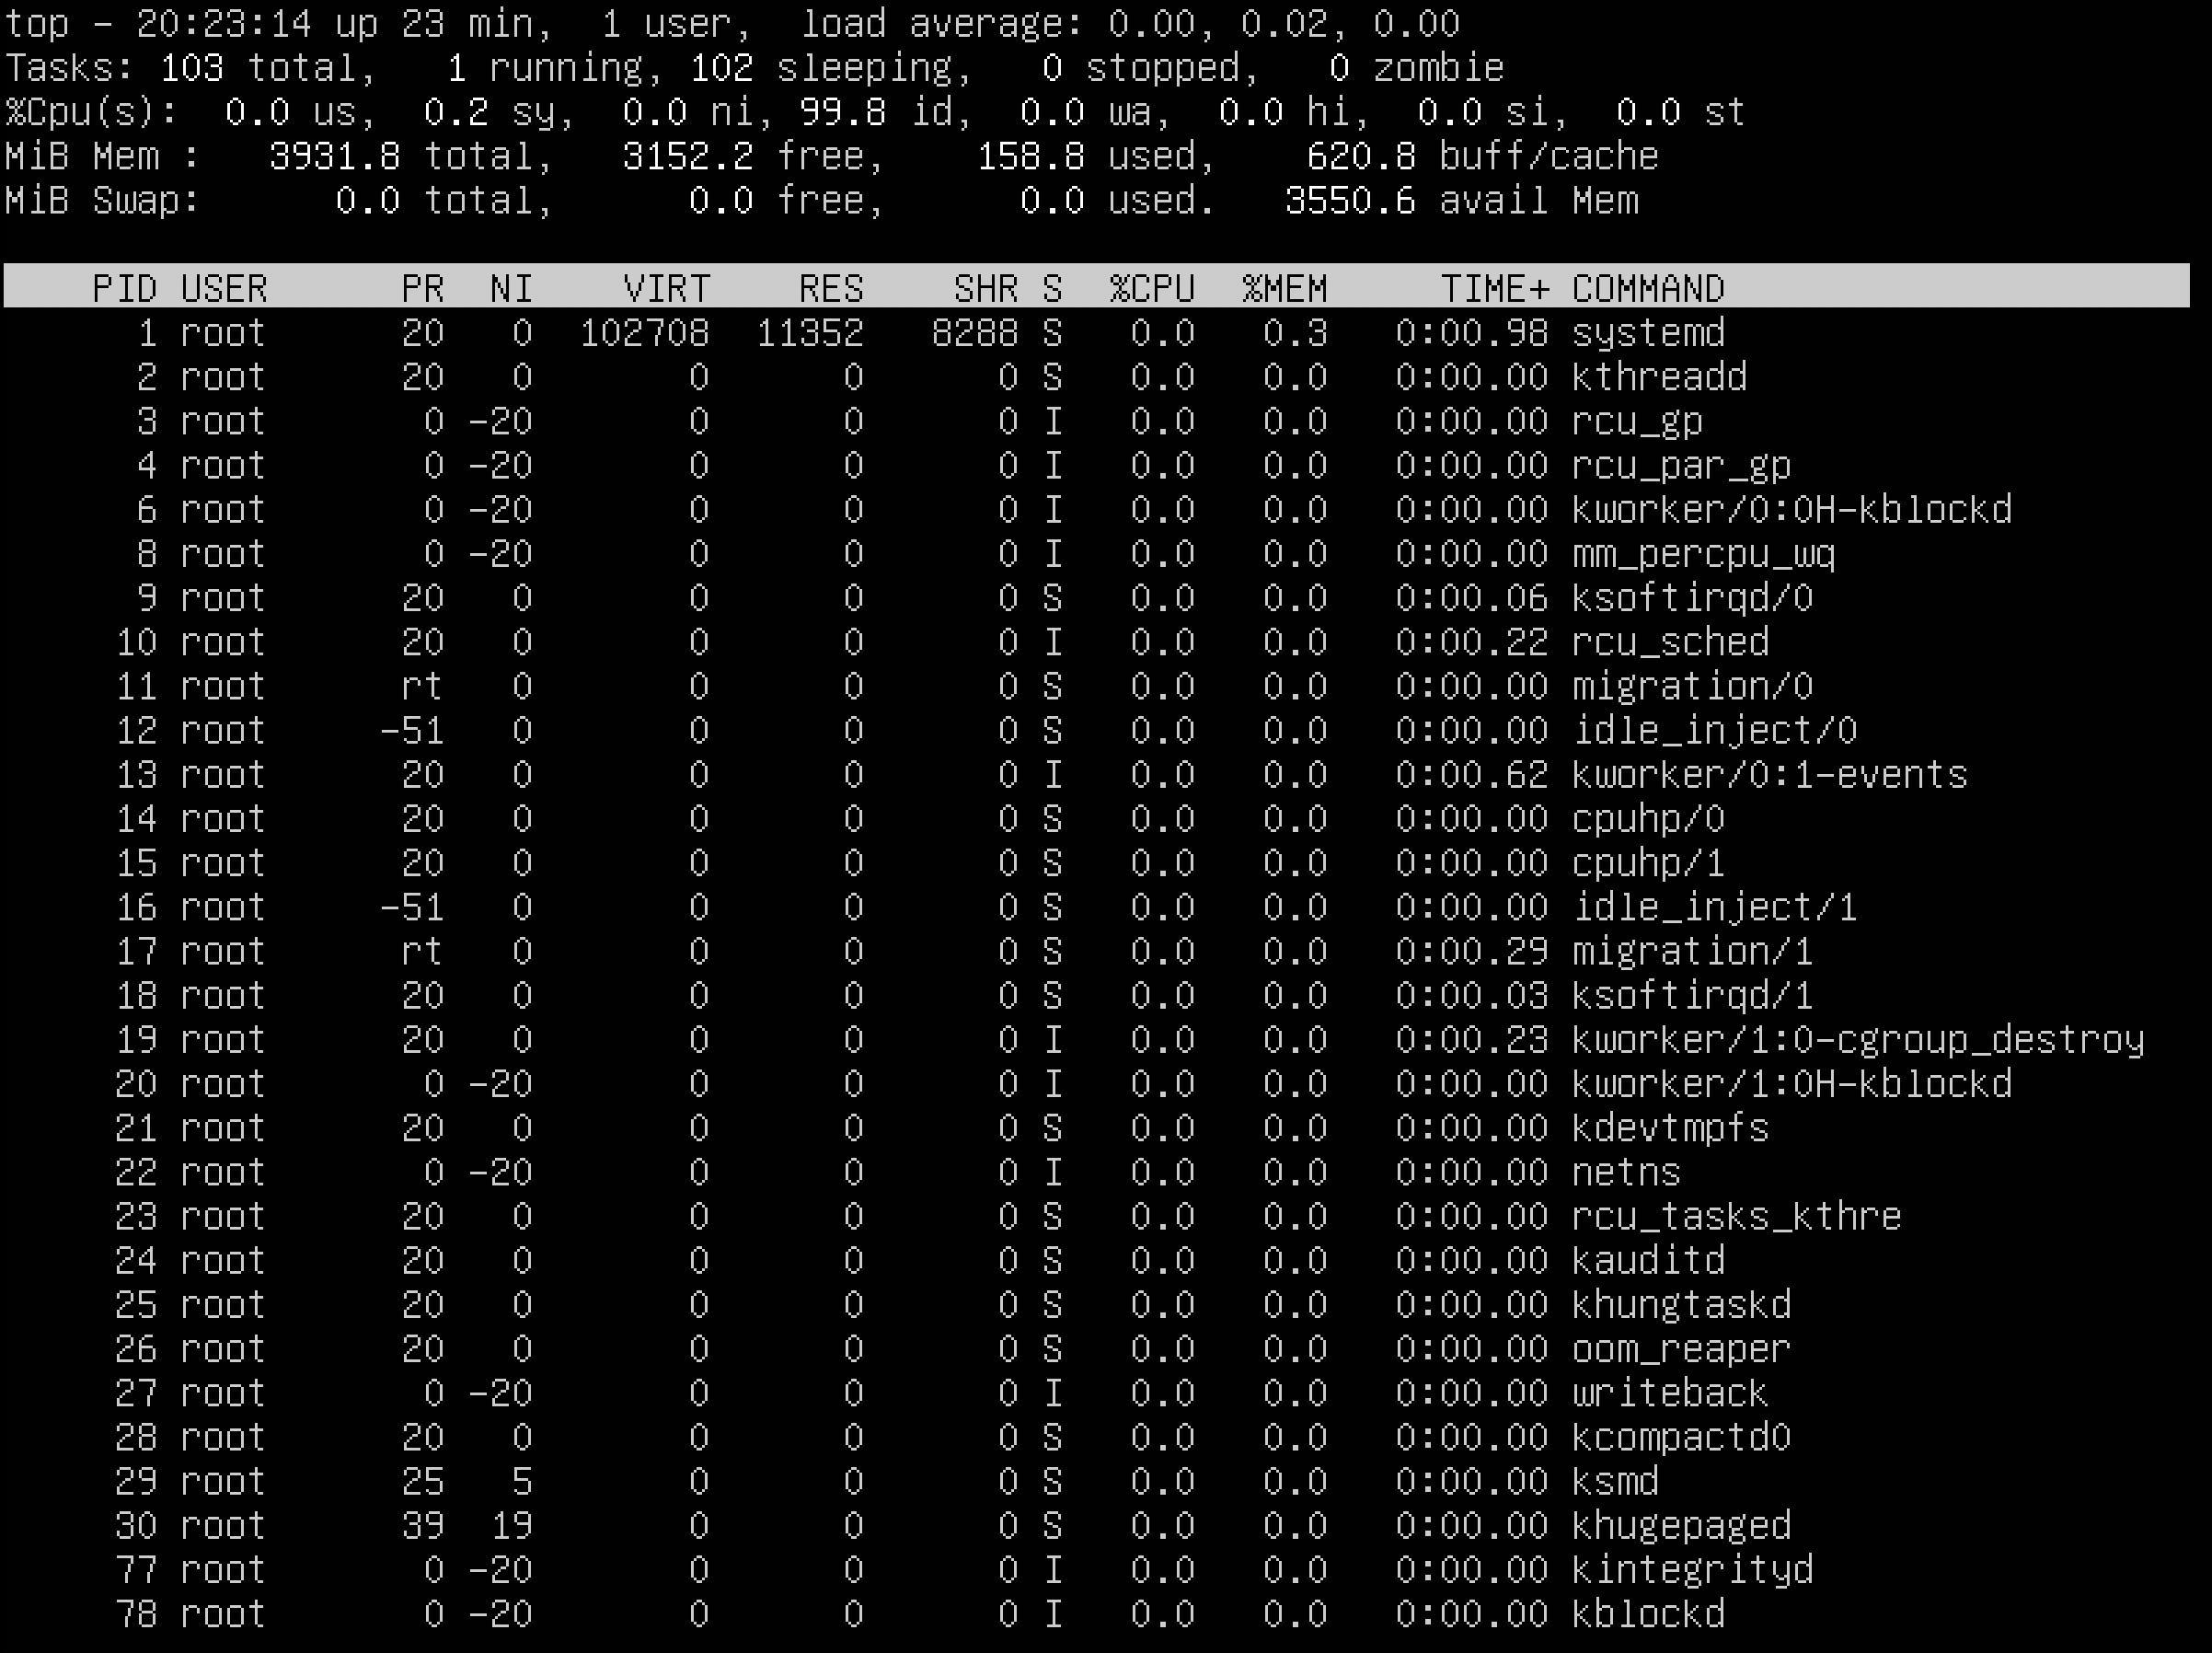 top - 20:23:14 up 23 min,  1 user,  load average: 0.00, 0.02, 0.00
Tasks: 103 total,   1 running, 102 sleeping,   0 stopped,   0 zombie
%Cpu(s):  0.0 us,  0.2 sy,  0.0 ni, 99.8 id,  0.0 wa,  0.0 hi,  0.0 si,  0.0 st
MiB Mem :   3931.8 total,   3152.2 free,    158.8 used,    620.8 buff/cache
MiB Swap:      0.0 total,      0.0 free,      0.0 used.   3550.6 avail Mem
PID USER      PR  NI    VIRT    RES    SHR S  %CPU  %MEM     TIME+ COMMAND
1 root      20   0  102708  11352   8288 S   0.0   0.3   0:00.98 systemd
2 root      20   0       0      0      0 S   0.0   0.0   0:00.00 kthreadd
3 root       0 -20       0      0      0 I   0.0   0.0   0:00.00 rcu_gp
4 root       0 -20       0      0      0 I   0.0   0.0   0:00.00 rcu_par_gp
6 root       0 -20       0      0      0 I   0.0   0.0   0:00.00 kworker/0:0H-kblockd
8 root       0 -20       0      0      0 I   0.0   0.0   0:00.00 mm_percpu_wq
9 root      20   0       0      0      0 S   0.0   0.0   0:00.06 ksoftirqd/0
10 root      20   0       0      0      0 I   0.0   0.0   0:00.22 rcu_sched
11 root      rt   0       0      0      0 S   0.0   0.0   0:00.00 migration/0
12 root     -51   0       0      0      0 S   0.0   0.0   0:00.00 idle_inject/0
13 root      20   0       0      0      0 I   0.0   0.0   0:00.62 kworker/0:1-events
14 root      20   0       0      0      0 S   0.0   0.0   0:00.00 cpuhp/0
15 root      20   0       0      0      0 S   0.0   0.0   0:00.00 cpuhp/1
16 root     -51   0       0      0      0 S   0.0   0.0   0:00.00 idle_inject/1
17 root      rt   0       0      0      0 S   0.0   0.0   0:00.29 migration/1
18 root      20   0       0      0      0 S   0.0   0.0   0:00.03 ksoftirqd/1
19 root      20   0       0      0      0 I   0.0   0.0   0:00.23 kworker/1:0-cgroup_destroy
20 root       0 -20       0      0      0 I   0.0   0.0   0:00.00 kworker/1:0H-kblockd
21 root      20   0       0      0      0 S   0.0   0.0   0:00.00 kdevtmpfs
22 root       0 -20       0      0      0 I   0.0   0.0   0:00.00 netns
23 root      20   0       0      0      0 S   0.0   0.0   0:00.00 rcu_tasks_kthre
24 root      20   0       0      0      0 S   0.0   0.0   0:00.00 kauditd
25 root      20   0       0      0      0 S   0.0   0.0   0:00.00 khungtaskd
26 root      20   0       0      0      0 S   0.0   0.0   0:00.00 oom_reaper
27 root       0 -20       0      0      0 I   0.0   0.0   0:00.00 writeback
28 root      20   0       0      0      0 S   0.0   0.0   0:00.00 kcompactd0
29 root      25   5       0      0      0 S   0.0   0.0   0:00.00 ksmd
30 root      39  19       0      0      0 S   0.0   0.0   0:00.00 khugepaged
77 root       0 -20       0      0      0 I   0.0   0.0   0:00.00 kintegrityd
78 root       0 -20       0      0      0 I   0.0   0.0   0:00.00 kblockd